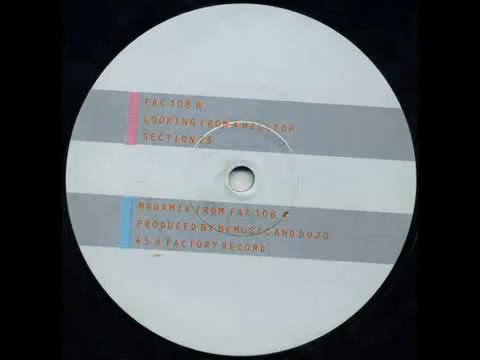 FAC 108 B
LOOKING FROM A HILLTOP
SECTION 25
MEGAMIX FROM FAC 108
PRODUCED BY BEMUSIC AND DOJO
45 A FACTORY RECORD